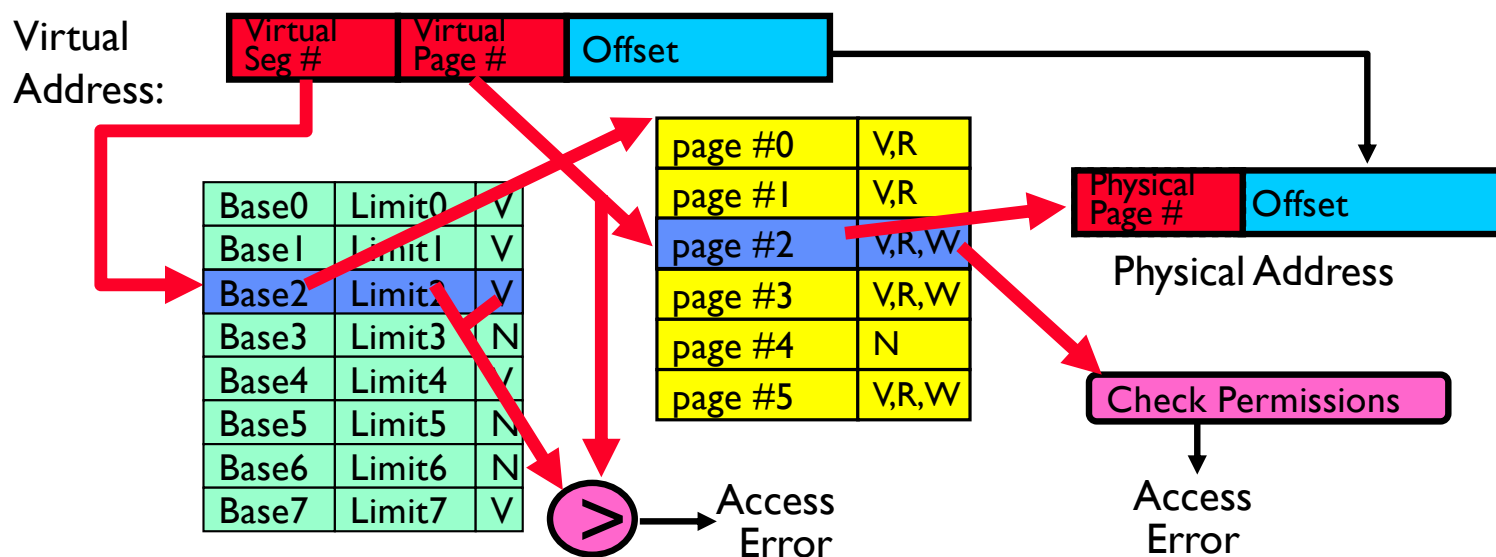 Virtual
Address:
Virtual
Seg #
Virtual
Page #
Offset
page #0 V,R
page #1 V,R
page #2 V,R,W
page #3 V,R,W
page #4 N
page #5 V,R,W
Physical
Page #
Offset
Physical Address
Base0 Limit0 V
Base1 Limit1 V
Base2 Limit2 V
Base3 Limit3 N
Base4 Limit4 V
Base5 Limit5 N
Base6 Limit6 N
Base7 Limit7 V
>
Access
Error
Check Permissions
Access
Error